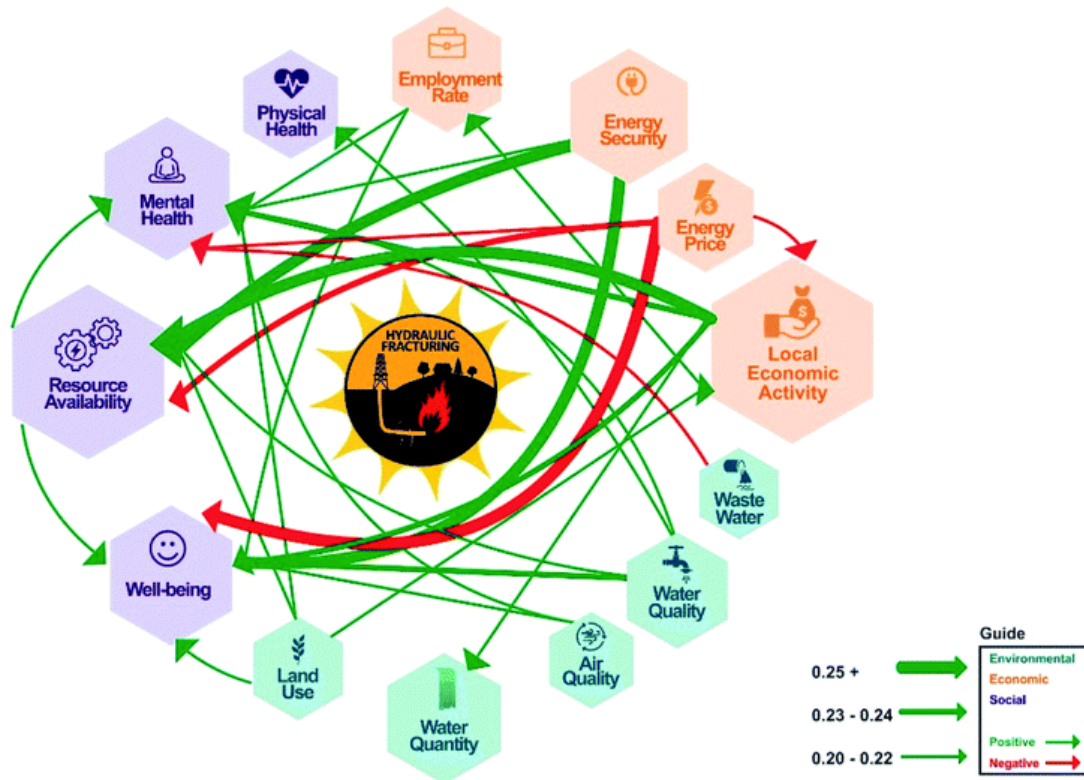 Employment
Rate
Physical
Health
Energy
Security
Mental
Health
$
Energy
Price
HYDRAULIC
FRACTURING
$
Local
Economic
Activity
Resource
Availability
Waste
Water
Well-being
Water
Quality
Land
Use
Air
Quality
Water
Quantity
Guide
Environmental
Economic
Social
Positive
Negative
0.25 +
0.23 - 0.24
0.20 - 0.22